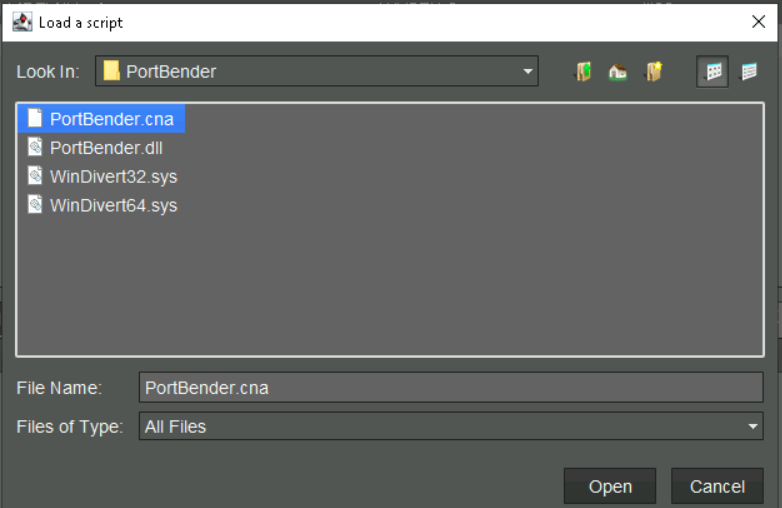 Load a script
Look In: PortBender
PortBender.cna
PortBender.dll
WinDivert32.sys
WinDivert64.sys
File Name: PortBender.cna
Files of Type: All Files
Open Cancel